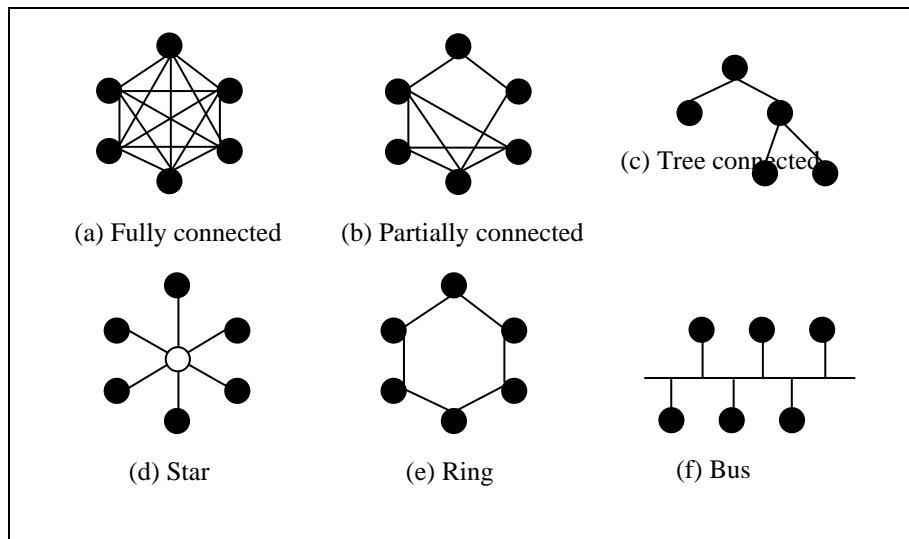 (c) Tree connected
(a) Fully connected
(b) Partially connected
(d) Star
(e) Ring
(f) Bus